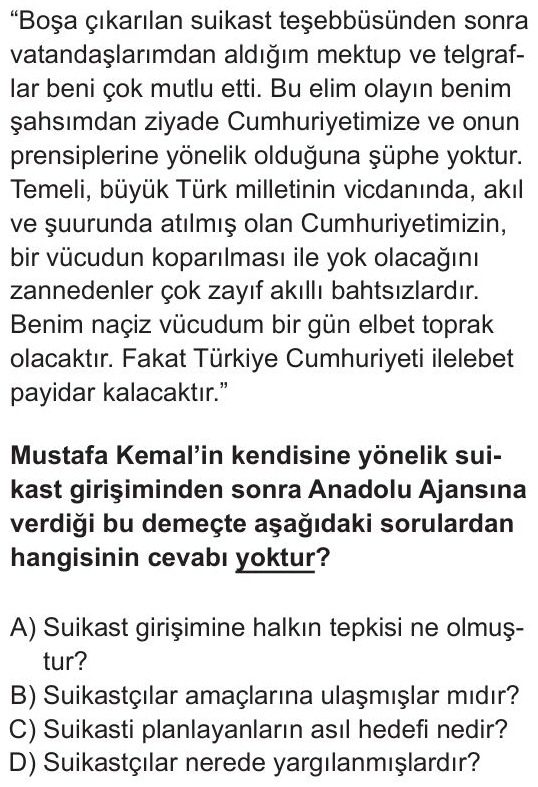 “Boşa çıkarılan suikast teşebbüsünden sonra
vatandaşlarımdan aldığım mektup ve telgraf-
lar beni çok mutlu etti. Bu elim olayın benim
şahsımdan ziyade Cumhuriyetimize ve onun
prensiplerine yönelik olduğuna şüphe yoktur.
Temeli, büyük Türk milletinin vicdanında, akıl
ve şuurunda atılmış olan Cumhuriyetimizin,
bir vücudun koparılması ile yok olacağını
zannedenler çok zayıf akıllı bahtsızlardır.
Benim naçiz vücudum bir gün elbet toprak
olacaktır. Fakat Türkiye Cumhuriyeti ilelebet
payidar kalacaktır.”
Mustafa Kemal’in kendisine yönelik sui-
kast girişiminden sonra Anadolu Ajansına
verdiği bu demeçte aşağıdaki sorulardan
hangisinin cevabı yoktur?
A) Suikast girişimine halkın tepkisi ne olmuş-
tur?
B) Suikastçılar amaçlarına ulaşmışlar mıdır?
C) Suikasti planlayanların asıl hedefi nedir?
D) Suikastçılar nerede yargılanmışlardır?